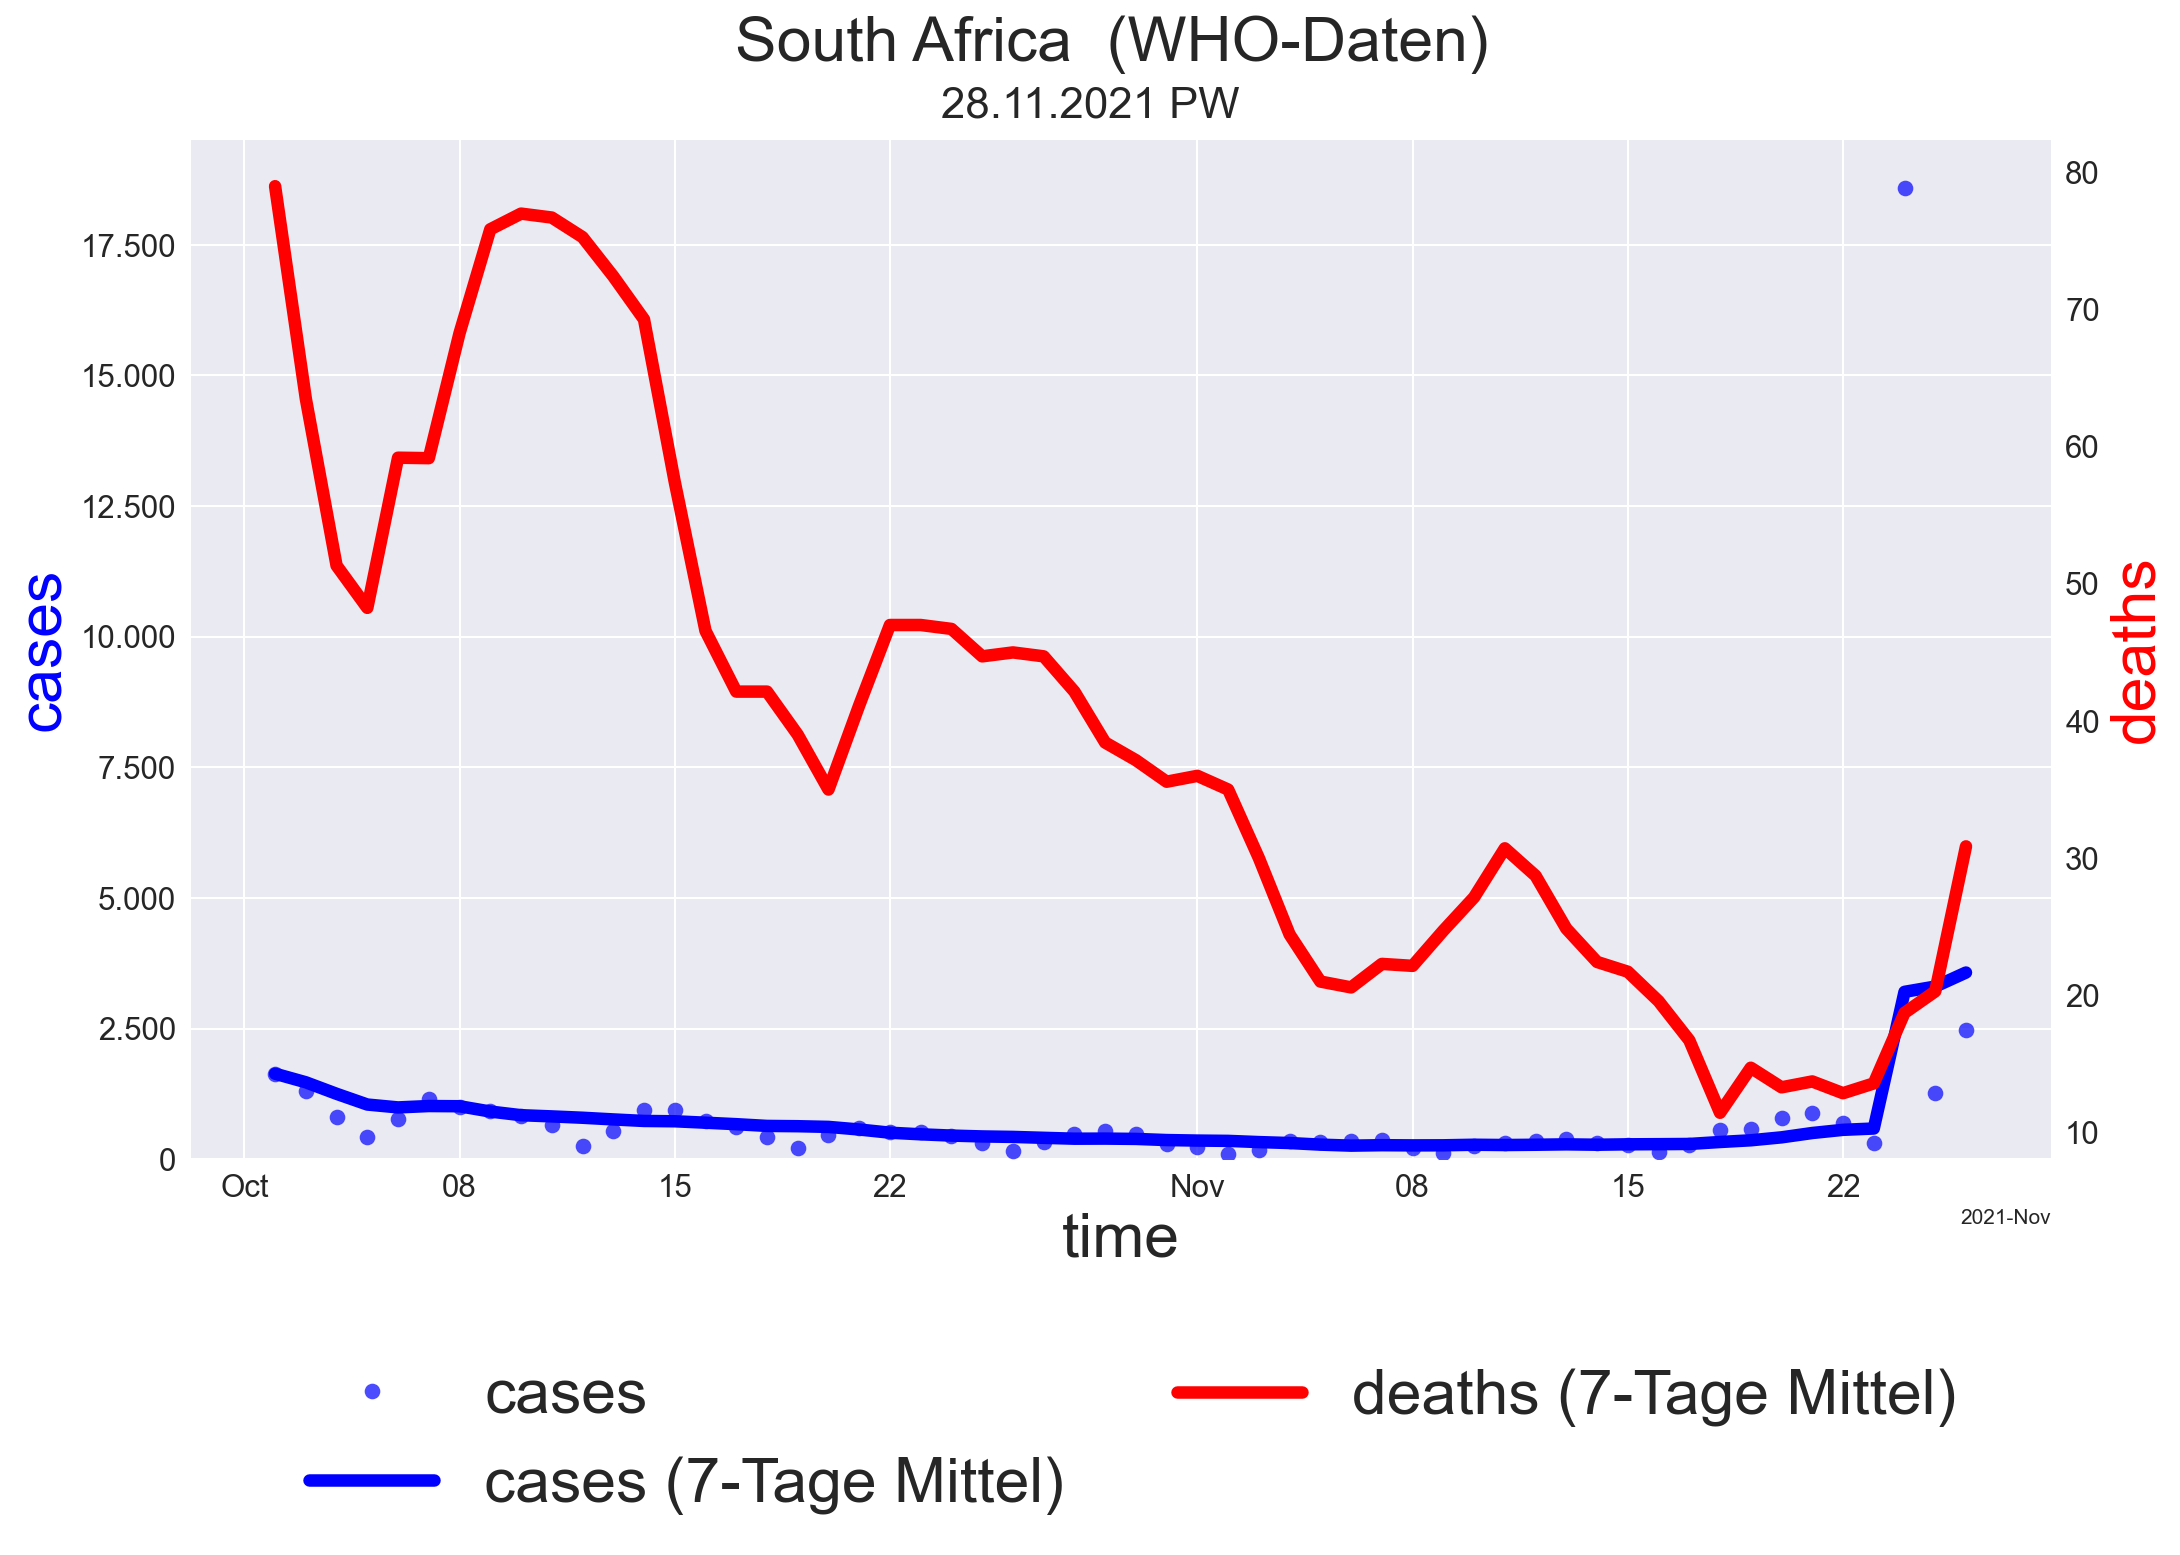 South Africa  (WHO-Daten)
28.11.2021 PW
cases
17.500
15.000
12.500
10.000
7.500
5.000
2.500
0
80
70
60
50
40
30
20
10
deaths
Oct 08 15 22 Nov 08 15 22
2021-Nov
time
cases
cases (7-Tage Mittel)
deaths (7-Tage Mittel)